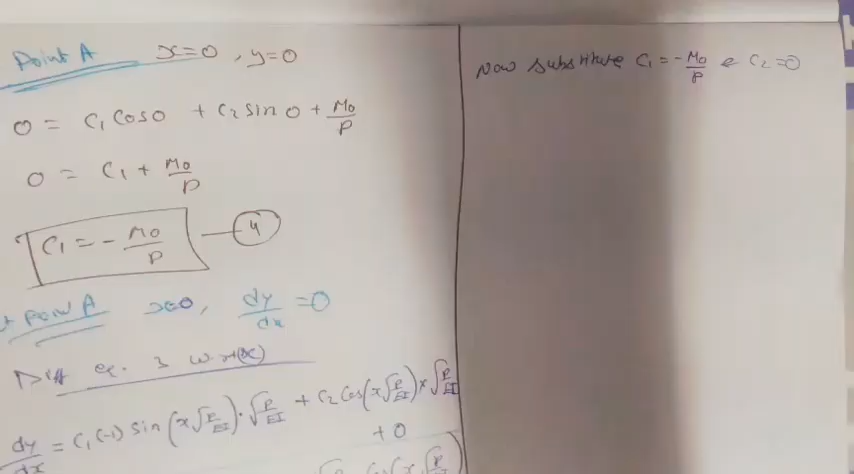 Point A x=0, y=0
0 = C₁ Cos0 + C₂ sin 0 + M₀/P
0 = C₁ + M₀/P
C₁ = - M₀/P — 4
Point A x=0, dy/dx = 0
Diff eq. 3 w.r.t (x)
dy/dx = C₁(-1) sin (x√P/EI) · √P/EI + C₂ Cos (x√P/EI) × √P/EI
+ 0
Now substitute C₁ = - M₀/P & C₂ = 0